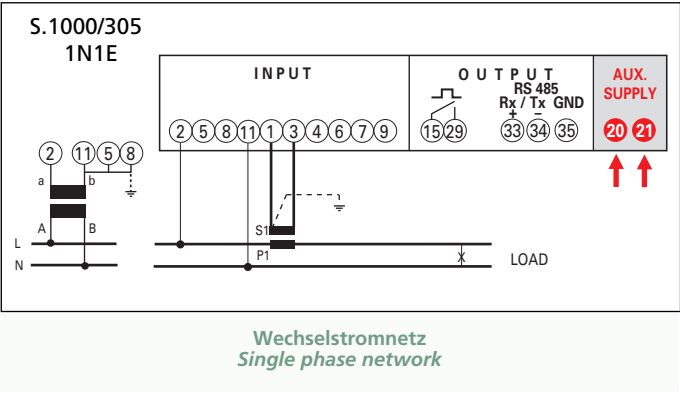 S.1000/305
1N1E
INPUT
OUTPUT
RS 485
Rx / Tx GND
+ −
AUX.
SUPPLY
2 5 8 11 1 3 4 6 7 9
15 29
33 34 35
20 21
2 11 5 8
a b
A B
S1
P1
L
N
X
LOAD
Wechselstromnetz
Single phase network